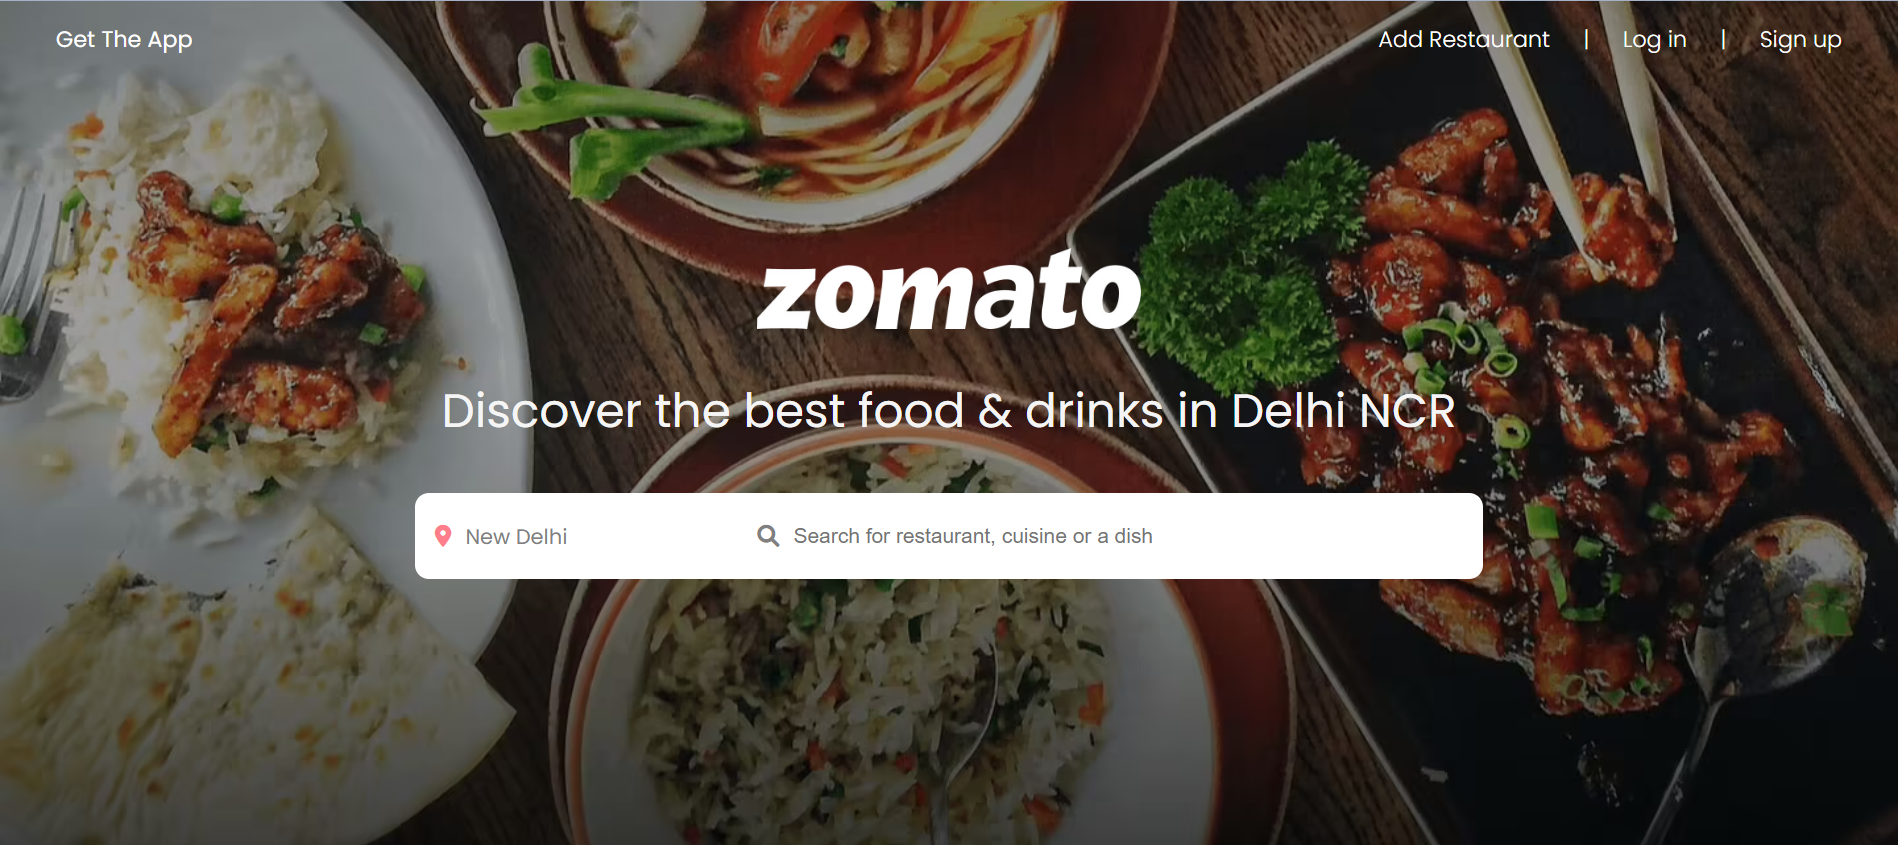 Get The App
Add Restaurant | Log in | Sign up
zomato
Discover the best food & drinks in Delhi NCR
New Delhi
Search for restaurant, cuisine or a dish